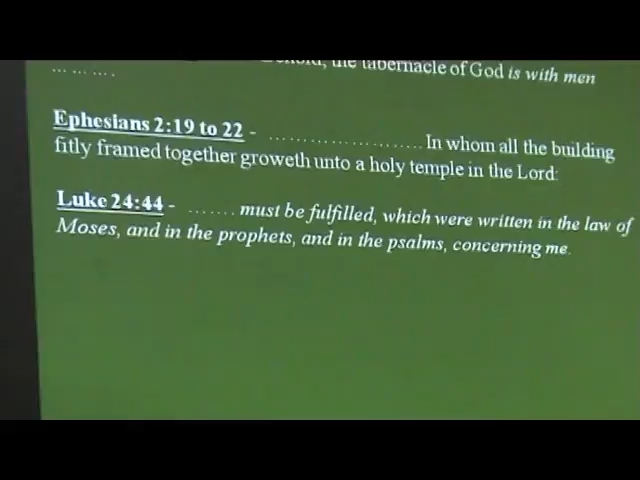 the tabernacle of God is with men
... ... ... .
Ephesians 2:19 to 22 - ........................ In whom all the building
fitly framed together groweth unto a holy temple in the Lord:
Luke 24:44 - ....... must be fulfilled, which were written in the law of
Moses, and in the prophets, and in the psalms, concerning me.